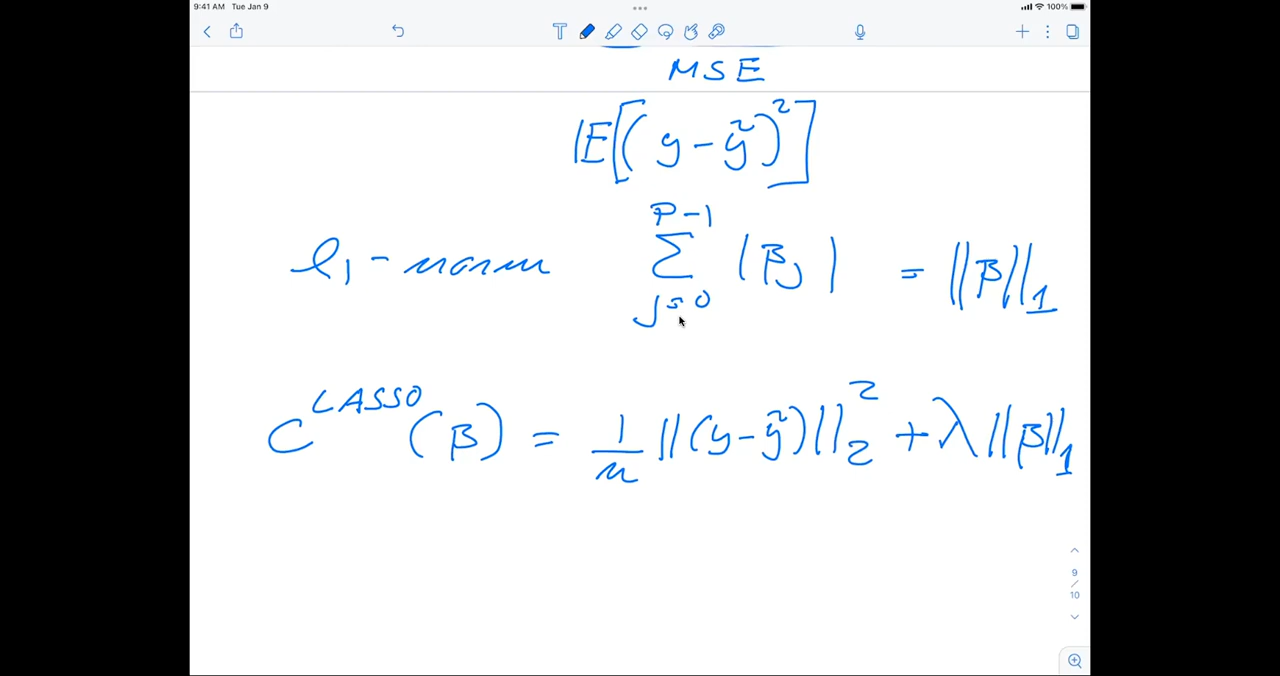 9:41 AM Tue Jan 9
100%
MSE
𝔼[(y - ỹ)²]
l₁ - norm ∑_{j=0}^{P-1} |β_j| = ||β||₁
C^{LASSO}(β) = 1/n ||(y - ỹ)||₂² + λ ||β||₁
9
/
10